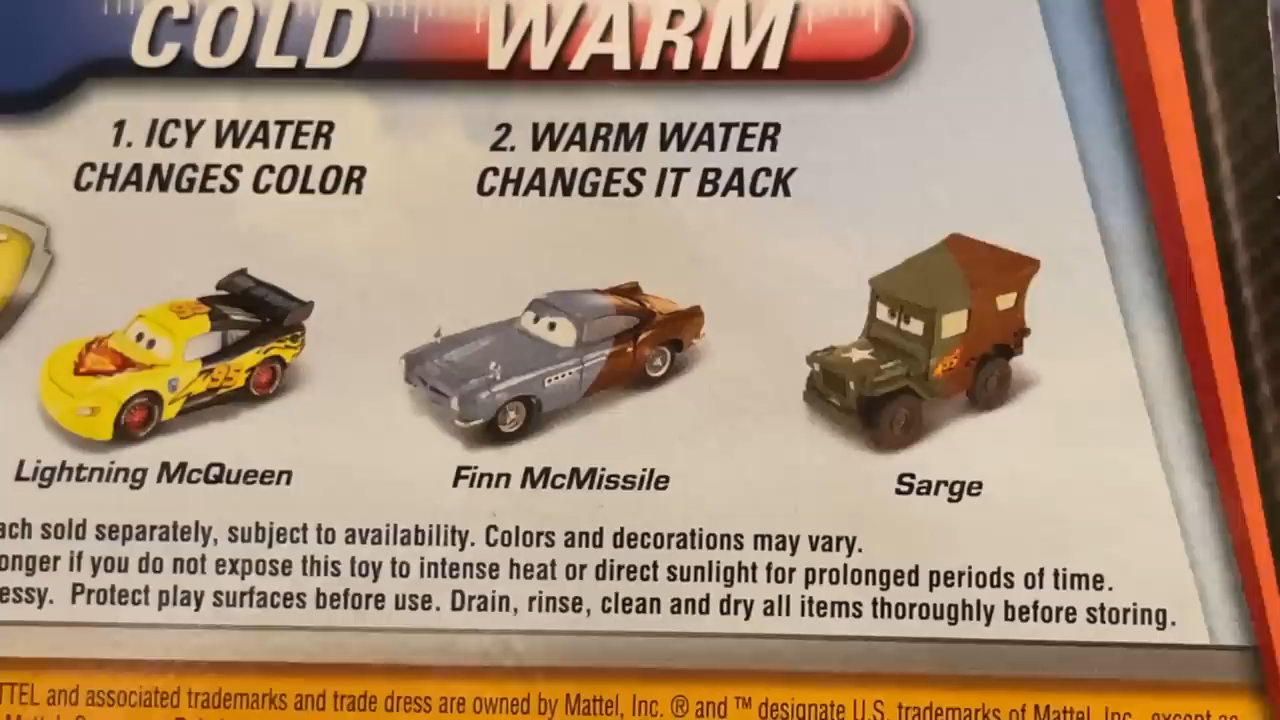 COLD WARM
1. ICY WATER
CHANGES COLOR
2. WARM WATER
CHANGES IT BACK
95
95
Lightning McQueen
Finn McMissile
Sarge
ach sold separately, subject to availability. Colors and decorations may vary.
onger if you do not expose this toy to intense heat or direct sunlight for prolonged periods of time.
essy. Protect play surfaces before use. Drain, rinse, clean and dry all items thoroughly before storing.
TTEL and associated trademarks and trade dress are owned by Mattel, Inc. ® and ™ designate U.S. trademarks of Mattel, Inc., except as